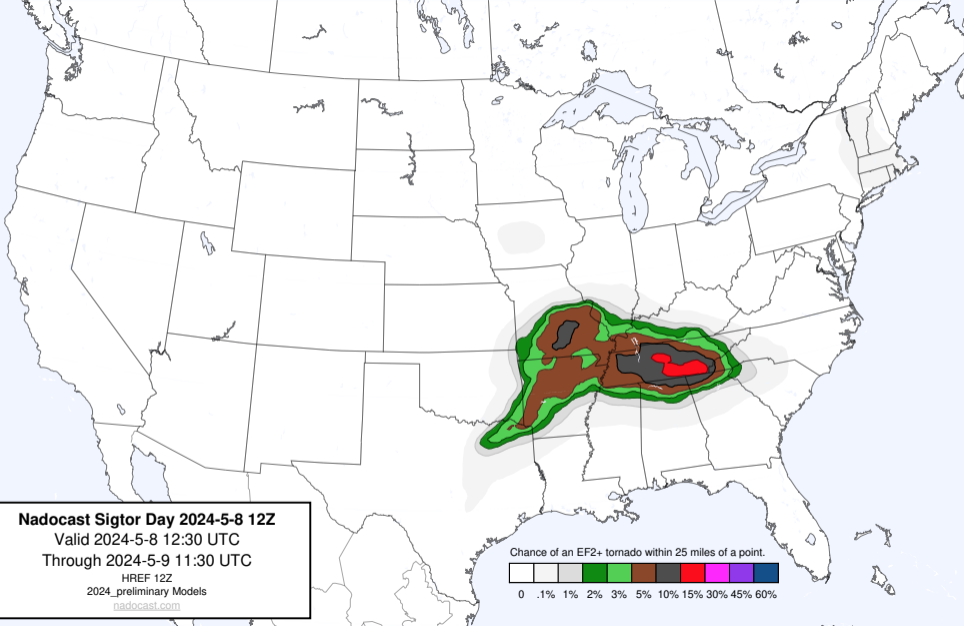 Nadocast Sigtor Day 2024-5-8 12Z
Valid 2024-5-8 12:30 UTC
Through 2024-5-9 11:30 UTC
HREF 12Z
2024_preliminary Models
nadocast.com
Chance of an EF2+ tornado within 25 miles of a point.
0 .1% 1% 2% 3% 5% 10% 15% 30% 45% 60%